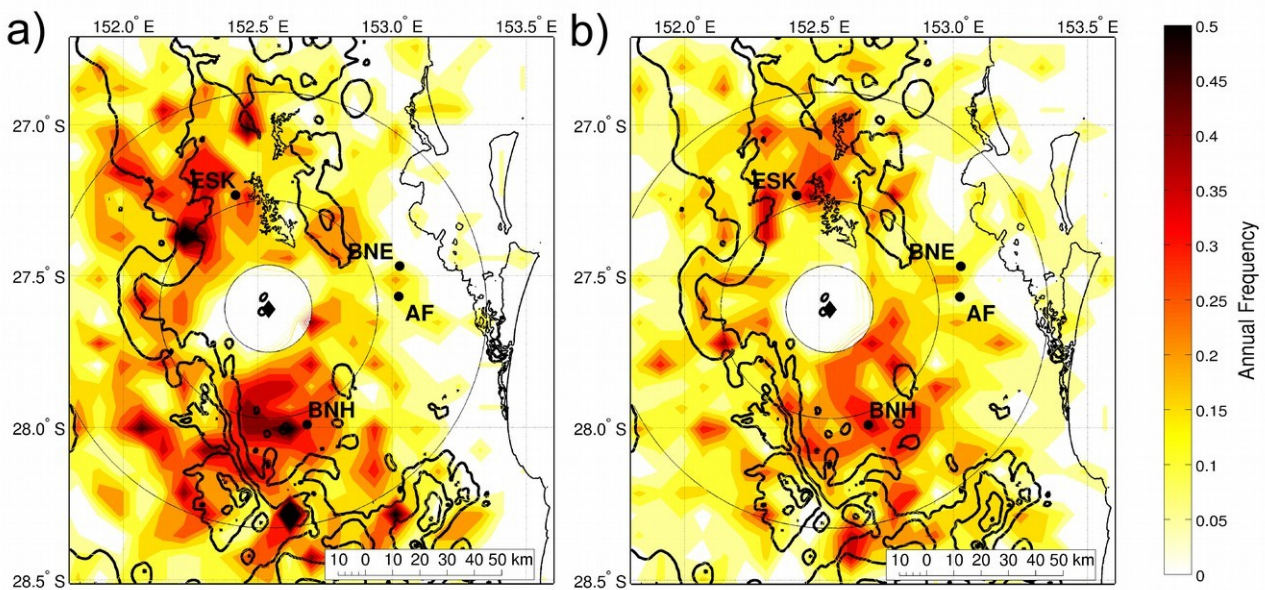 a)
152.0° E
152.5° E
153.0° E
153.5° E
27.0° S
27.5° S
28.0° S
28.5° S
ESK
BNE
AF
BNH
10 0 10 20 30 40 50 km
b)
152.0° E
152.5° E
153.0° E
153.5° E
27.0° S
27.5° S
28.0° S
28.5° S
ESK
BNE
AF
BNH
10 0 10 20 30 40 50 km
0.5
0.45
0.4
0.35
0.3
0.25
0.2
0.15
0.1
0.05
0
Annual Frequency